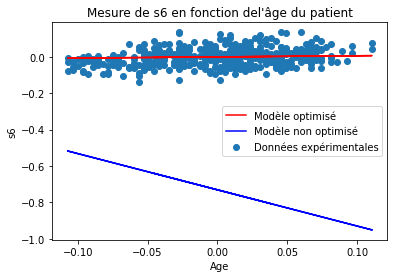 Mesure de s6 en fonction del'âge du patient
0.0
−0.2
−0.4
−0.6
−0.8
−1.0
s6
Modèle optimisé
Modèle non optimisé
Données expérimentales
−0.10
−0.05
0.00
0.05
0.10
Age